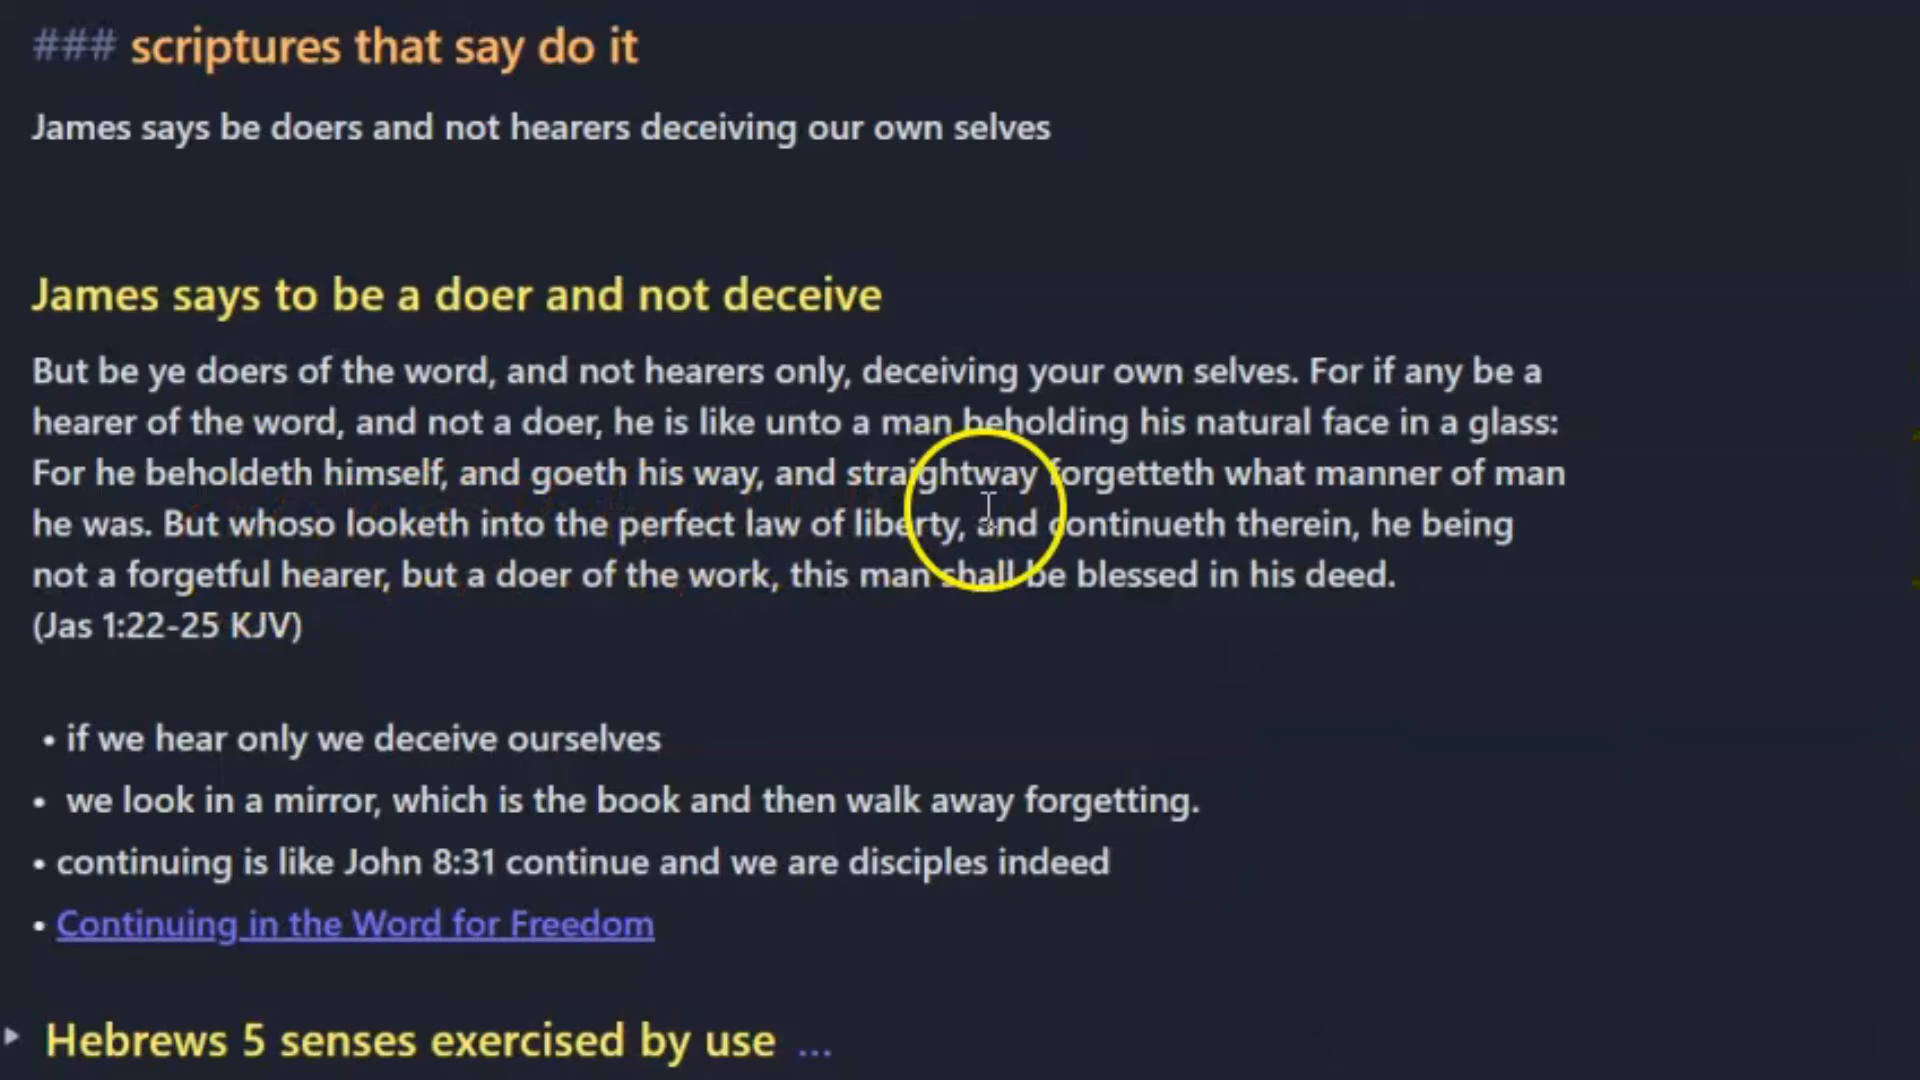 ### scriptures that say do it
James says be doers and not hearers deceiving our own selves
James says to be a doer and not deceive
But be ye doers of the word, and not hearers only, deceiving your own selves. For if any be a
hearer of the word, and not a doer, he is like unto a man beholding his natural face in a glass:
For he beholdeth himself, and goeth his way, and straightway forgetteth what manner of man
he was. But whoso looketh into the perfect law of liberty, and continueth therein, he being
not a forgetful hearer, but a doer of the work, this man shall be blessed in his deed.
(Jas 1:22-25 KJV)
• if we hear only we deceive ourselves
• we look in a mirror, which is the book and then walk away forgetting.
• continuing is like John 8:31 continue and we are disciples indeed
• Continuing in the Word for Freedom
Hebrews 5 senses exercised by use ...